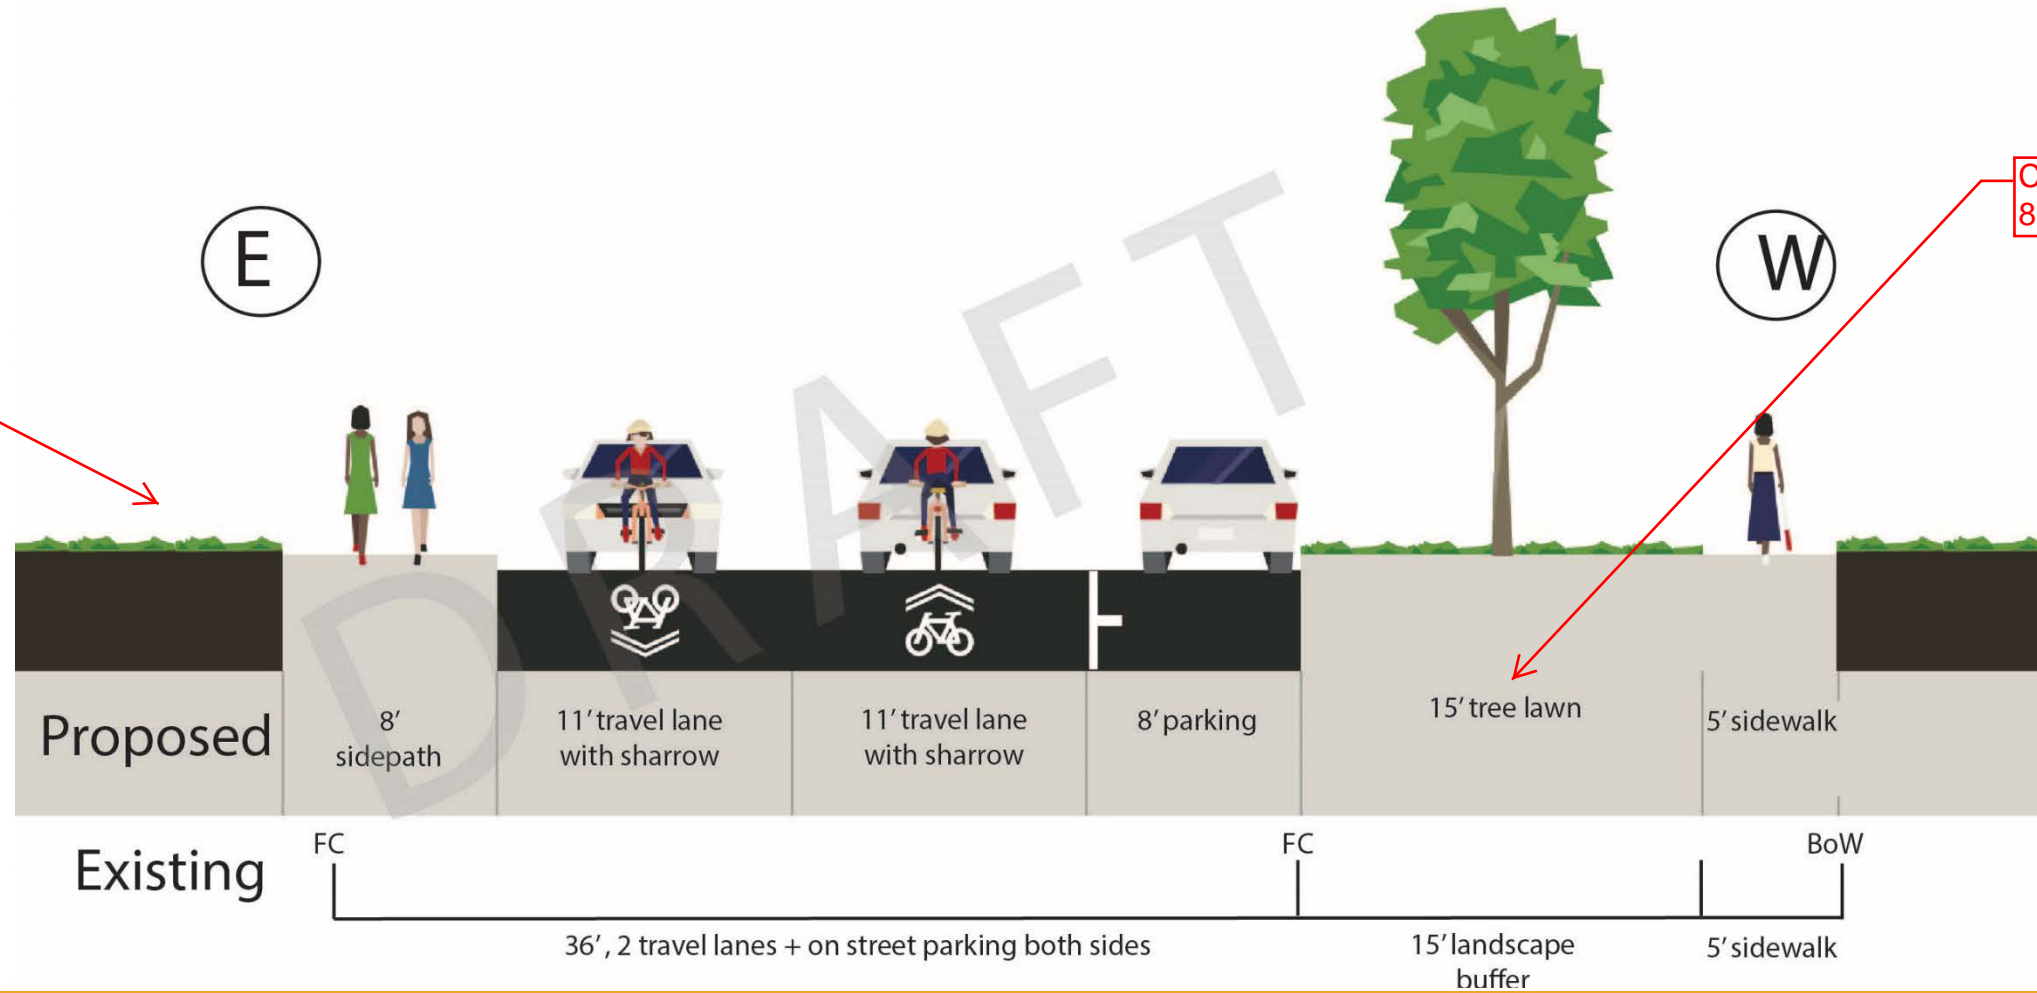 E
W
DRAFT
Proposed
8'
sidepath
11' travel lane
with sharrow
11' travel lane
with sharrow
8' parking
15' tree lawn
5' sidewalk
Existing
FC
FC
BoW
36', 2 travel lanes + on street parking both sides
15' landscape
buffer
5' sidewalk